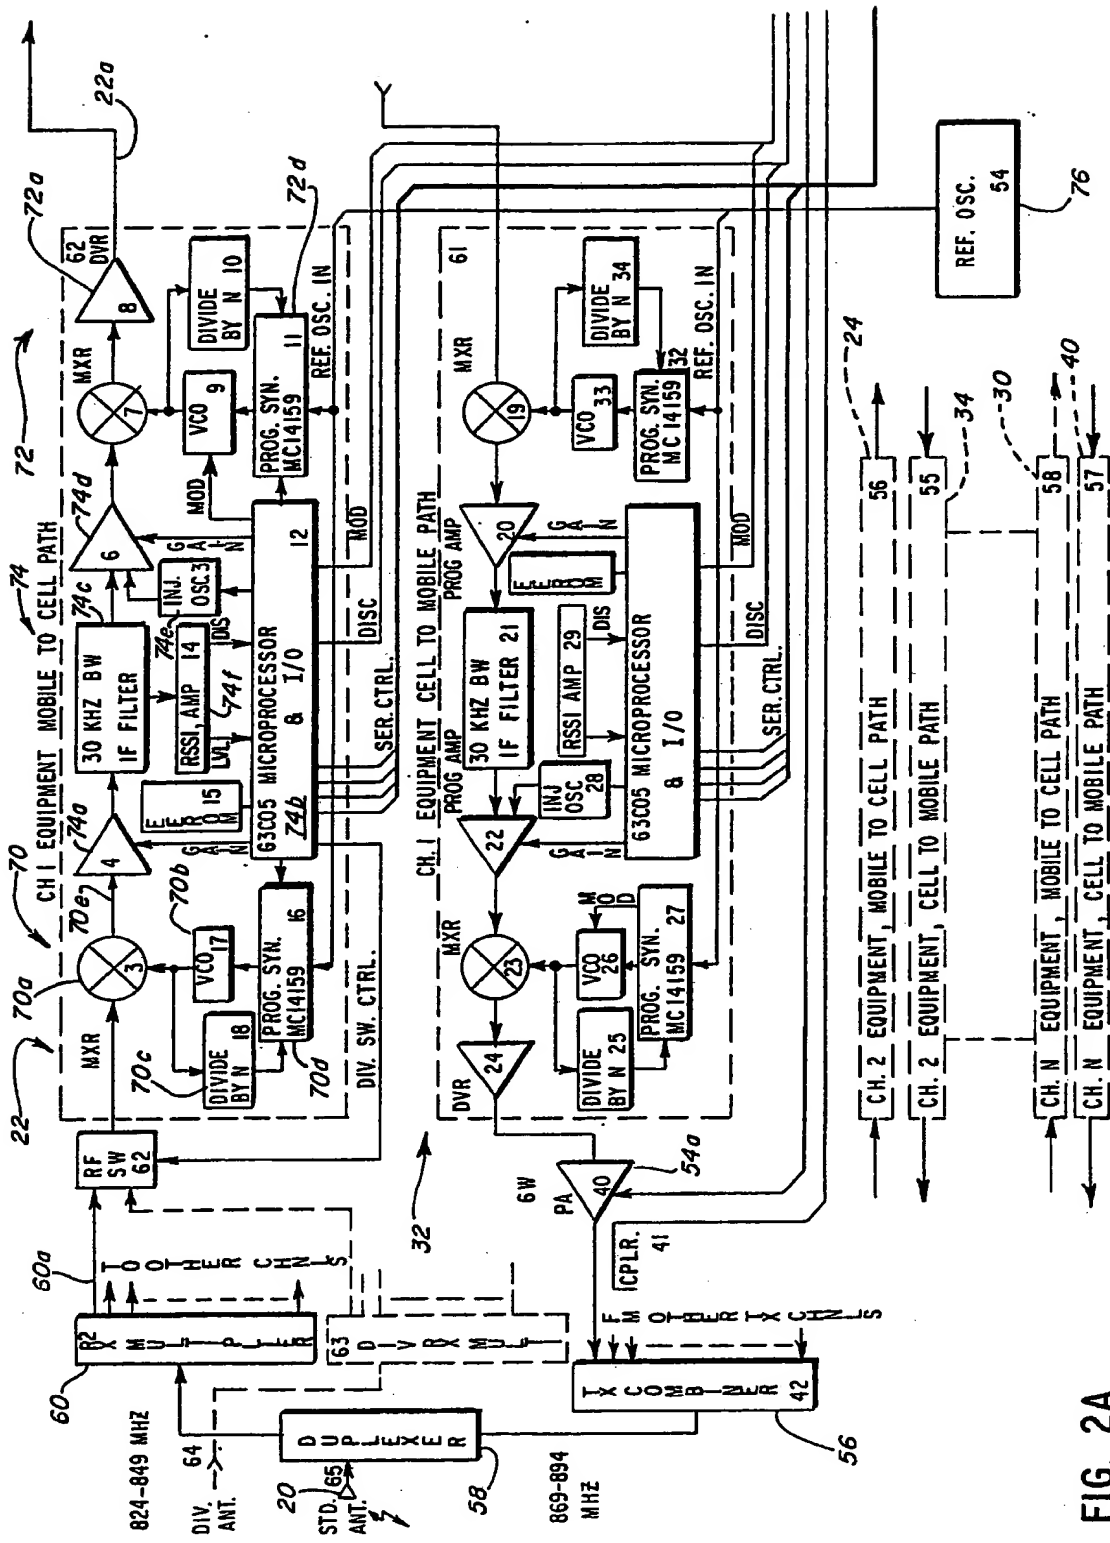 FIG. 2A
22
70
CH 1 EQUIPMENT MOBILE TO CELL PATH
74
72
22a
72a
62
DVR
8
MXR
7
VCO 9
DIVIDE BY N 10
PROG. SYN. MC14159 11
72d
REF. OSC. IN
MOD
74d
6
GAIN
INJ. OSC 3
74e
74c
30 KHZ BW
IF FILTER
RSSI, AMP 14
74f
LVL
DIS
EEROM 15
74a
4
GAIN
63C05 MICROPROCESSOR
& I/O
12
74b
70e
MXR
3
70a
70b
VCO 17
PROG. SYN. MC14159 16
70d
DIVIDE BY N 18
70c
RF SW 62
DIV. SW. CTRL.
SER. CTRL.
DISC
MOD
60a
TO OTHER CHNLS
RX MULTIPLIER 2
60
63 DIV RX MULT
824-849 MHZ
DIV. ANT. 64
20
STD. ANT. 65
DUPLEXER
58
869-894 MHZ
TX COMBINER 42
56
FM OTHER TX CHNLS
CPLR. 41
6W PA
40
54a
32
CH. 1 EQUIPMENT CELL TO MOBILE PATH
61
DVR
24
MXR
23
VCO 26
MOD
DIVIDE BY N 25
PROG. SYN. MC14159 27
PROG AMP
22
GAIN
INJ OSC 28
30 KHZ BW
IF FILTER 21
RSSI AMP 29
DIS
EEROM
PROG AMP
20
GAIN
63C05 MICROPROCESSOR
& I/O
MXR
19
VCO 33
DIVIDE BY N 34
PROG. SYN. MC14159
32
REF. OSC. IN
SER. CTRL.
DISC
MOD
REF. OSC.
54
76
CH. 2 EQUIPMENT, MOBILE TO CELL PATH 56
24
CH. 2 EQUIPMENT, CELL TO MOBILE PATH 55
34
CH. N EQUIPMENT, MOBILE TO CELL PATH 58
30
CH. N EQUIPMENT, CELL TO MOBILE PATH 57
40